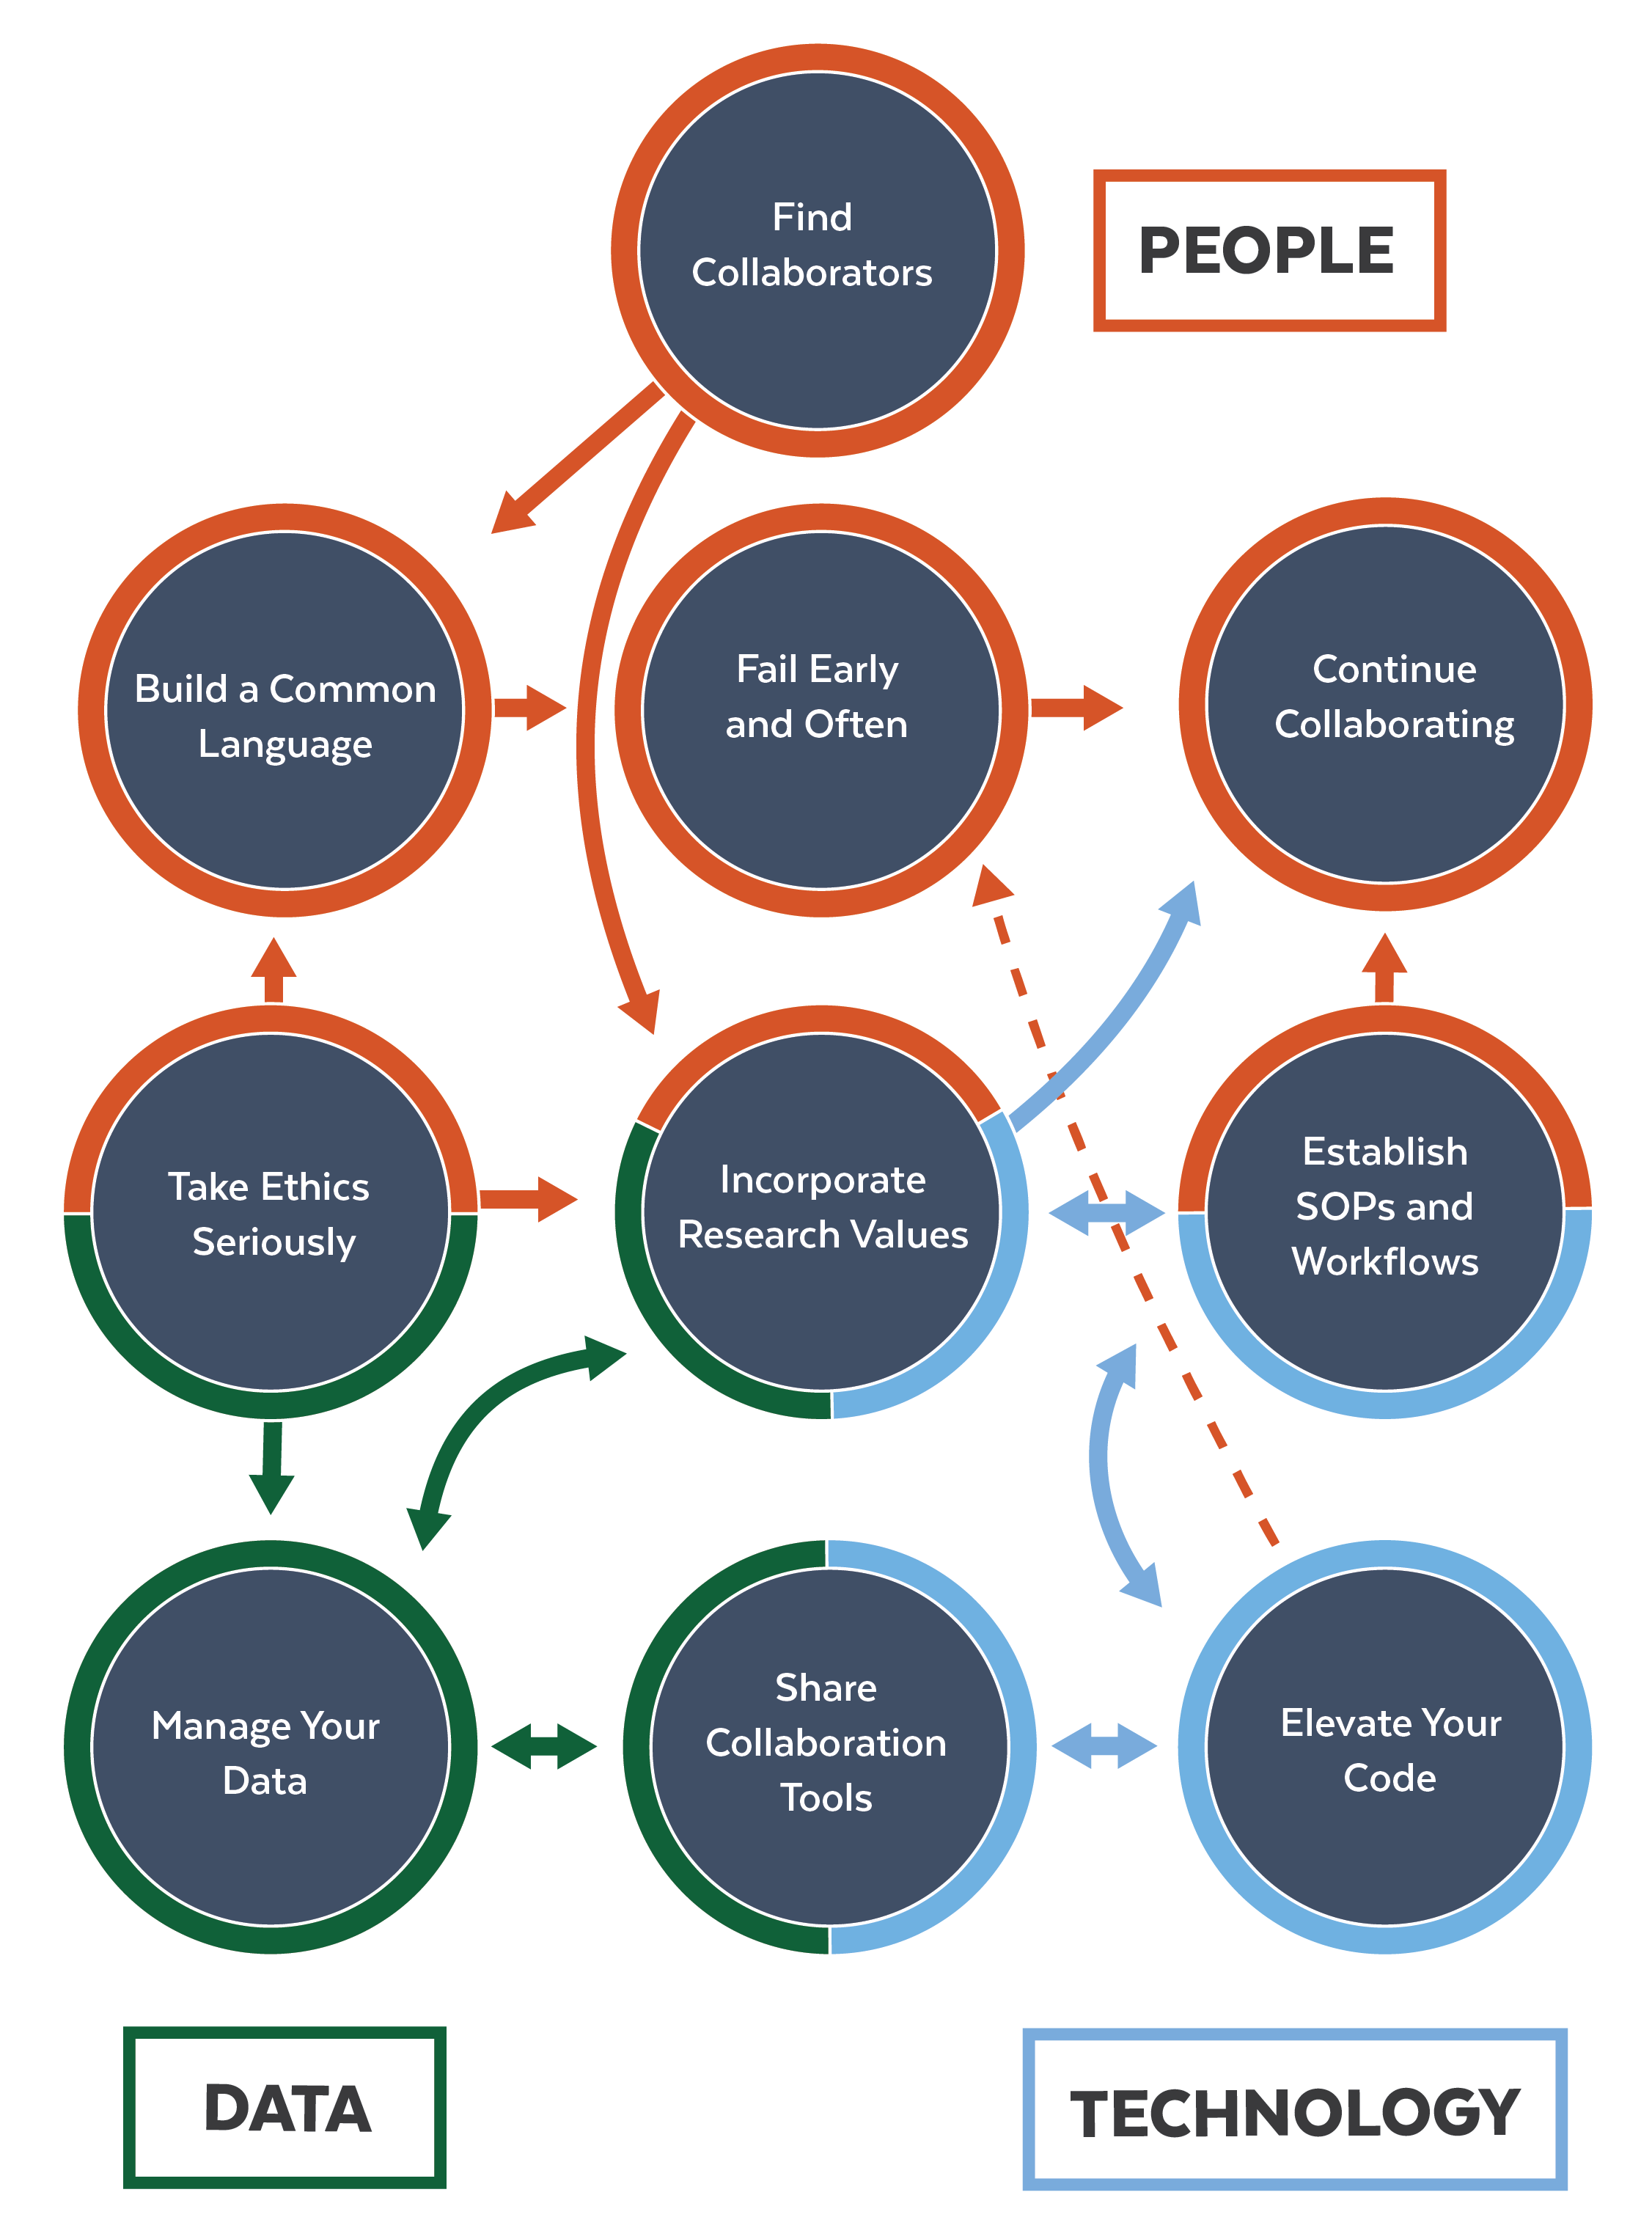 Find
Collaborators
PEOPLE
Build a Common
Language
Fail Early
and Often
Continue
Collaborating
Take Ethics
Seriously
Incorporate
Research Values
Establish
SOPs and
Workflows
Manage Your
Data
Share
Collaboration
Tools
Elevate Your
Code
DATA
TECHNOLOGY